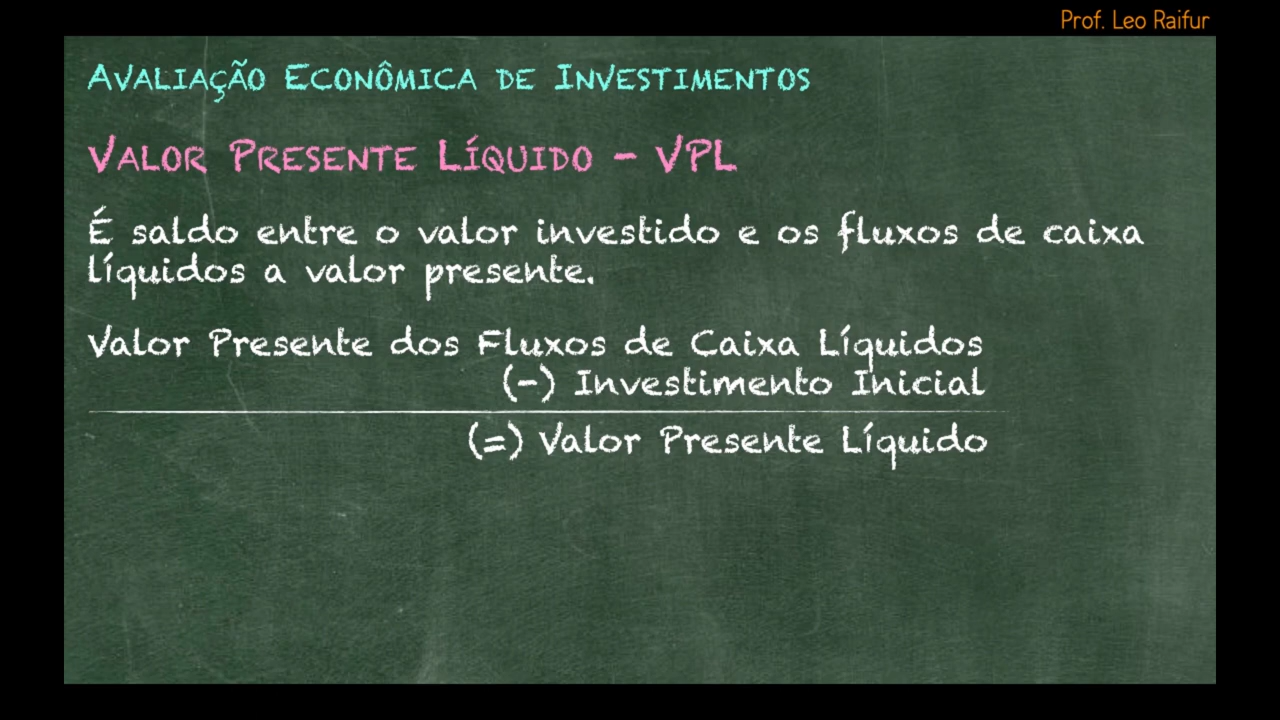 Prof. Leo Raifur
Avaliação Econômica de Investimentos
Valor Presente Líquido - VPL
É saldo entre o valor investido e os fluxos de caixa
líquidos a valor presente.
Valor Presente dos Fluxos de Caixa Líquidos
(-) Investimento Inicial
(=) Valor Presente Líquido